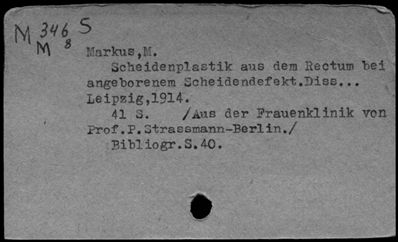 M 346 S
M 8
Markus,M.
Scheidenplastik aus dem Rectum bei
angeborenem Scheidendefekt.Diss...
Leipzig,1914.
41 S. /Aus der Frauenklinik von
Prof.P.Strassmann-Berlin./
Bibliogr.S.40.